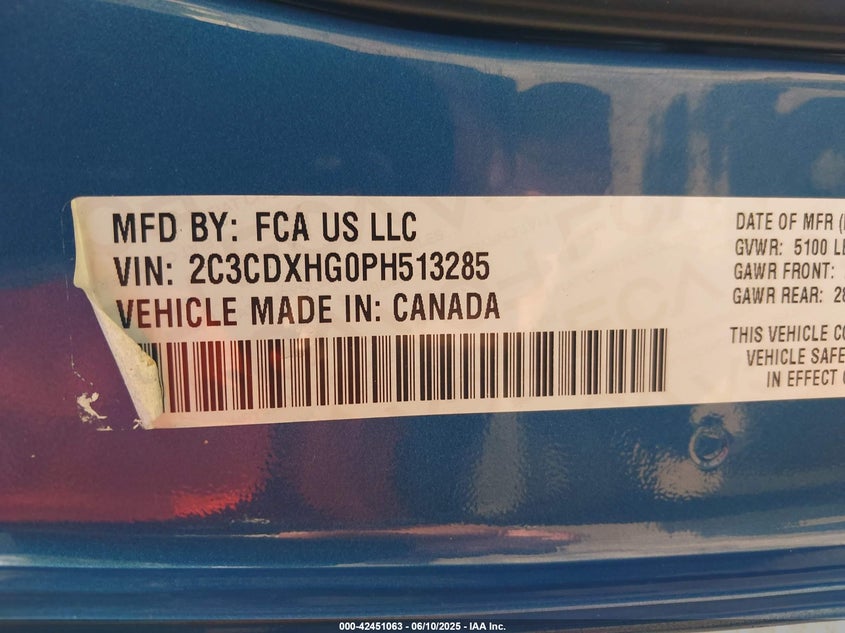 MFD BY: FCA US LLC
VIN: 2C3CDXHG0PH513285
VEHICLE MADE IN: CANADA
DATE OF MFR
GVWR: 5100
GAWR FRONT:
GAWR REAR:
THIS VEHICLE
VEHICLE
IN EFFECT
000-42451063 - 06/10/2025 - IAA Inc.